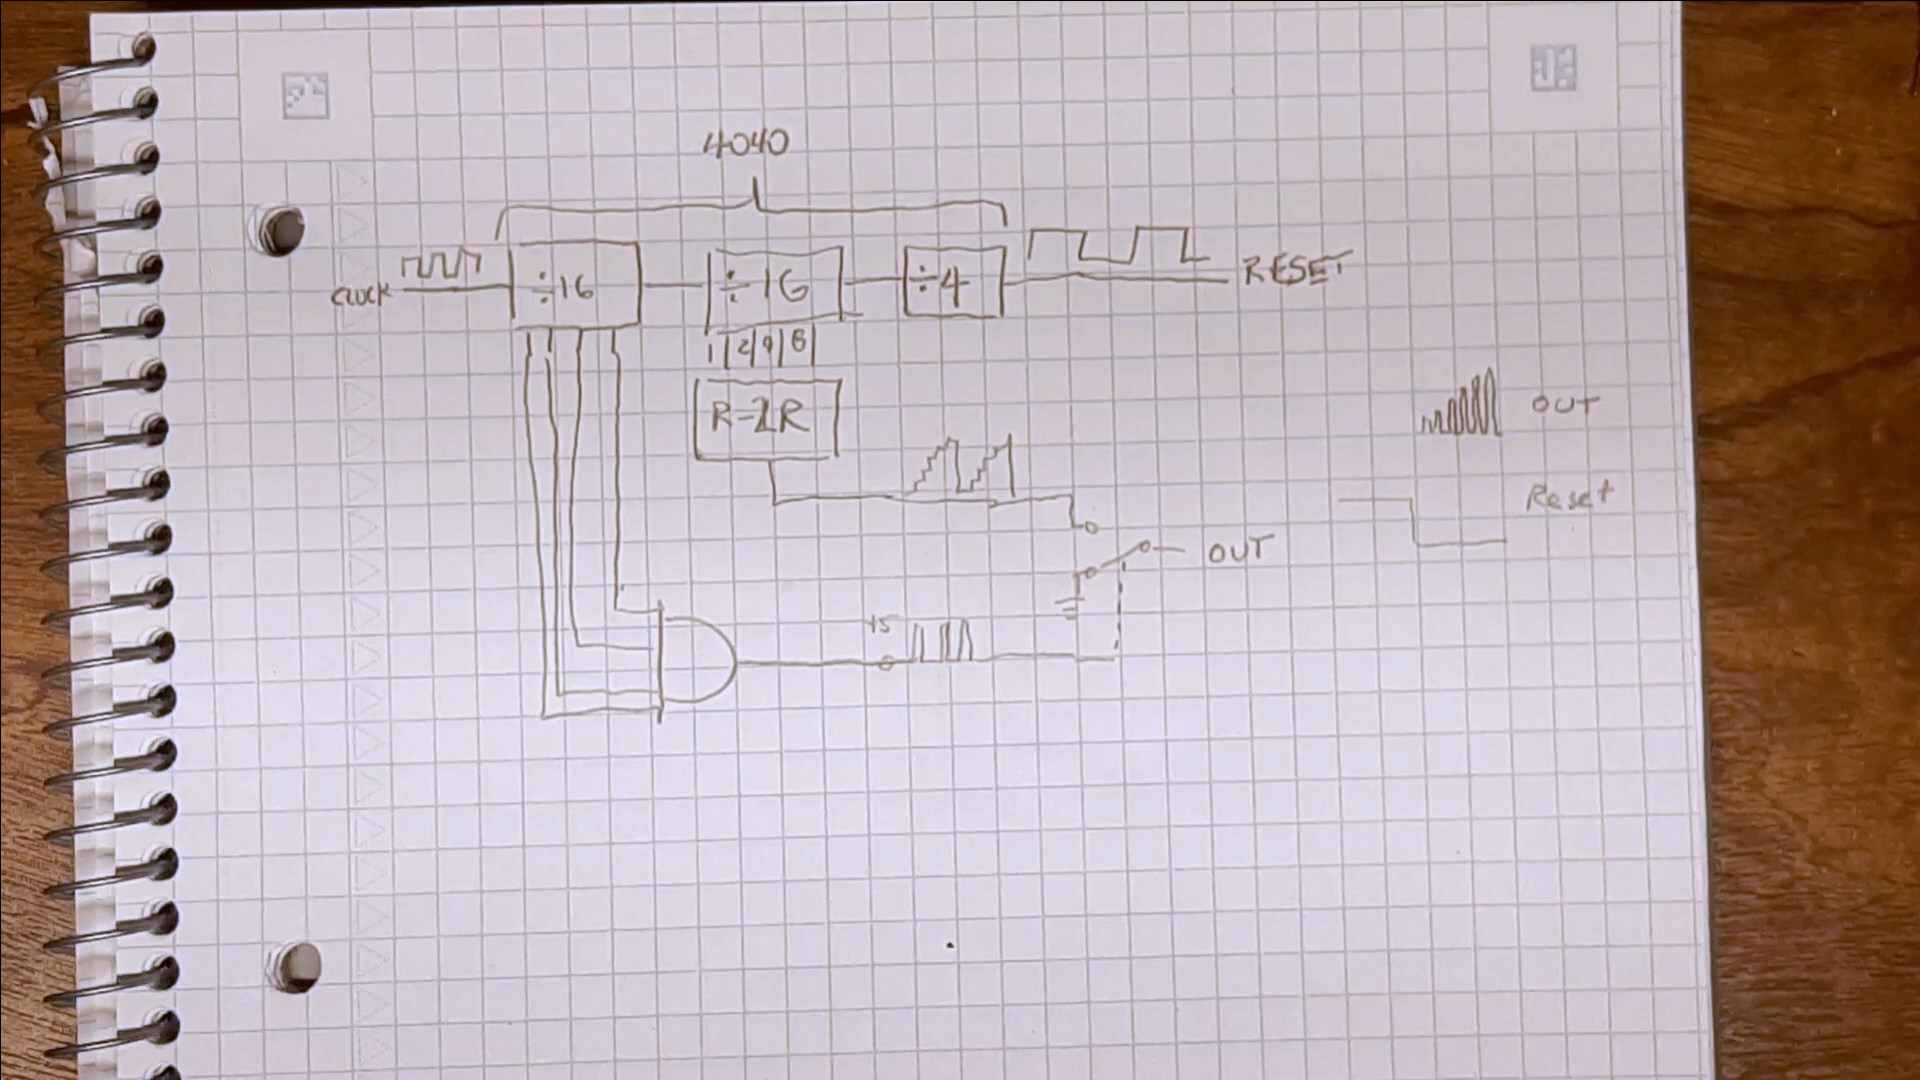 4040
CLOCK
÷16
÷16
÷4
RESET
1 2 4 8
R-2R
OUT
Reset
OUT
15